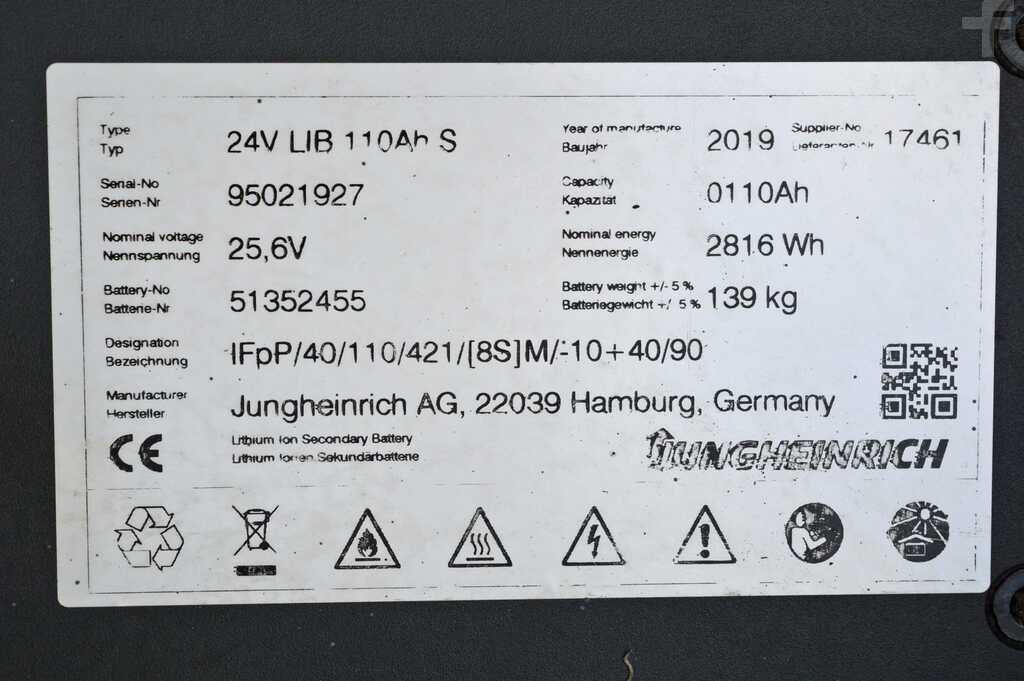 Type
Typ
24V LIB 110Ah S
Year of manufacture
Baujahr
2019
Supplier-No
Lieferanten-Nr
17461
Serial-No
Serien-Nr
95021927
Capacity
Kapazität
0110Ah
Nominal voltage
Nennspannung
25,6V
Nominal energy
Nennenergie
2816 Wh
Battery-No
Batterie-Nr
51352455
Battery weight +/- 5 %
Batteriegewicht +/- 5 %
139 kg
Designation
Bezeichnung
IFpP/40/110/421/[8S]M/-10+40/90
Manufacturer
Hersteller
Jungheinrich AG, 22039 Hamburg, Germany
CE
Lithium Ion Secondary Battery
Lithium Ionen Sekundärbatterie
JUNGHEINRICH